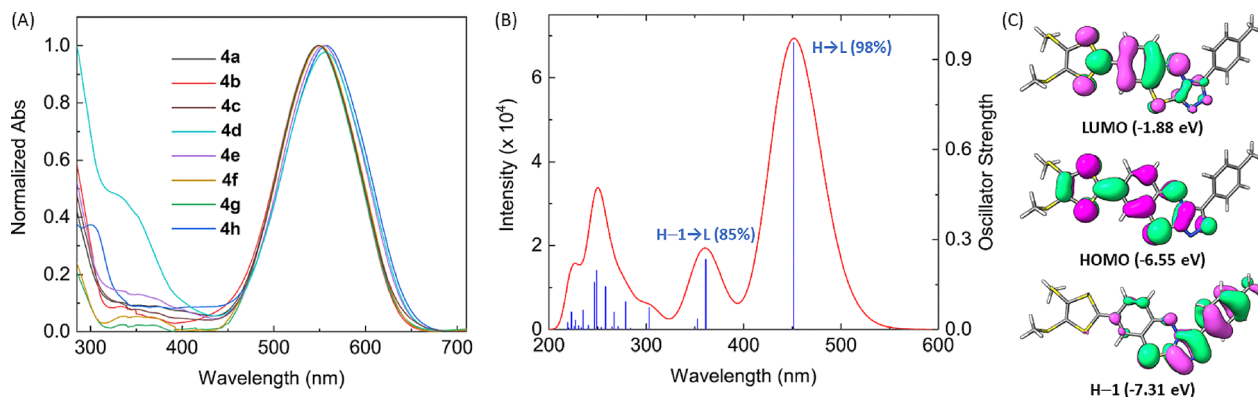 (A)
Normalized Abs
1.0
0.8
0.6
0.4
0.2
0.0
4a
4b
4c
4d
4e
4f
4g
4h
300 400 500 600 700
Wavelength (nm)
(B)
Intensity (x 10⁴)
6
4
2
0
H→L (98%)
H−1→L (85%)
0.9
0.6
0.3
0.0
Oscillator Strength
200 300 400 500 600
Wavelength (nm)
(C)
LUMO (-1.88 eV)
HOMO (-6.55 eV)
H−1 (-7.31 eV)